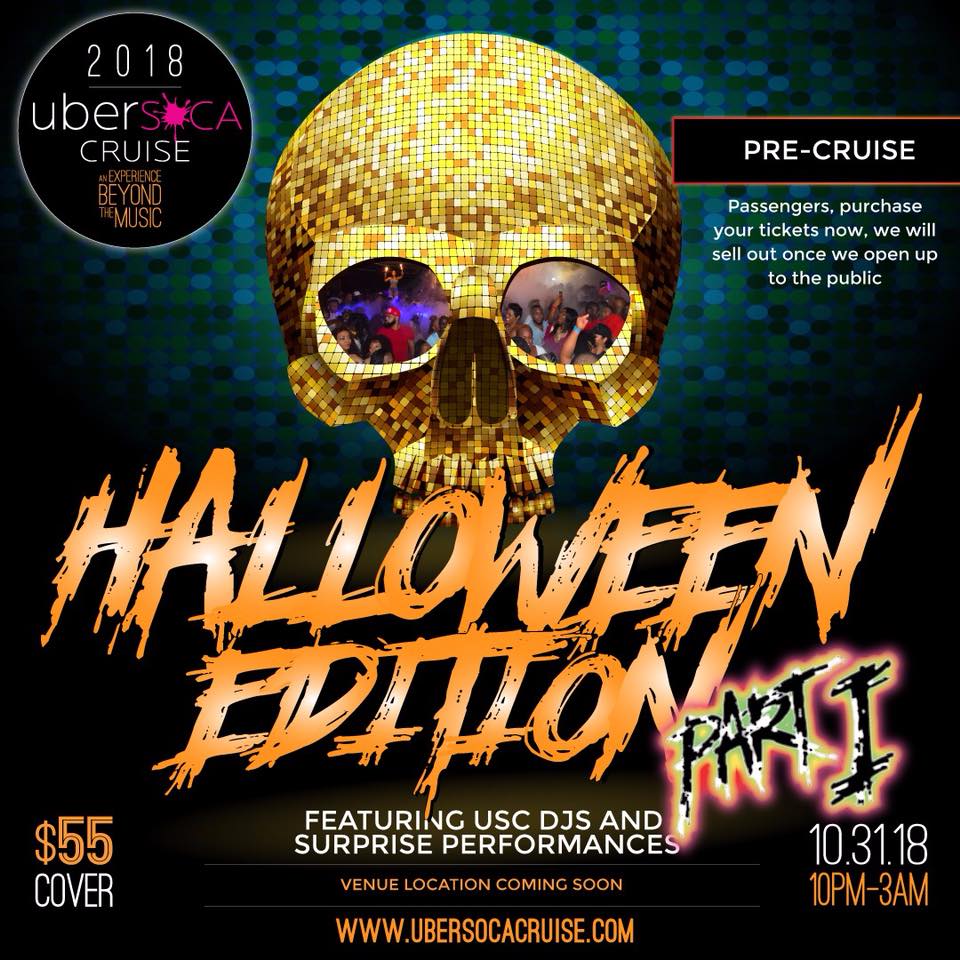 2018
uberSOCA
CRUISE
AN EXPERIENCE
BEYOND
THE MUSIC
PRE-CRUISE
Passengers, purchase
your tickets now, we will
sell out once we open up
to the public
HALLOWEEN
EDITION
PART I
FEATURING USC DJS AND
SURPRISE PERFORMANCES
$55
COVER
10.31.18
10PM-3AM
VENUE LOCATION COMING SOON
WWW.UBERSOCACRUISE.COM